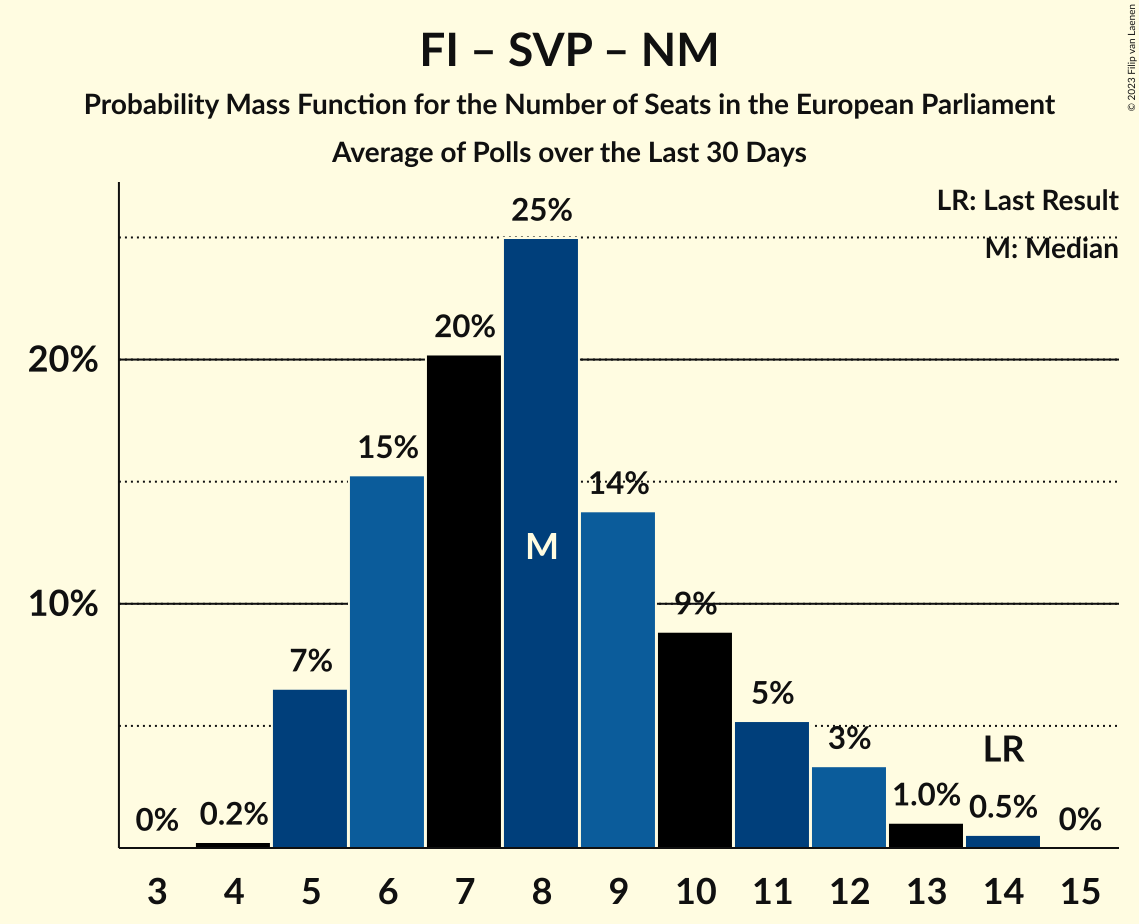 FI – SVP – NM
Probability Mass Function for the Number of Seats in the European Parliament
Average of Polls over the Last 30 Days
© 2023 Filip van Laenen
LR: Last Result
M: Median
20%
10%
0%
0.2%
7%
15%
20%
25%
M
14%
9%
5%
3%
1.0%
LR
0.5%
0%
3 4 5 6 7 8 9 10 11 12 13 14 15